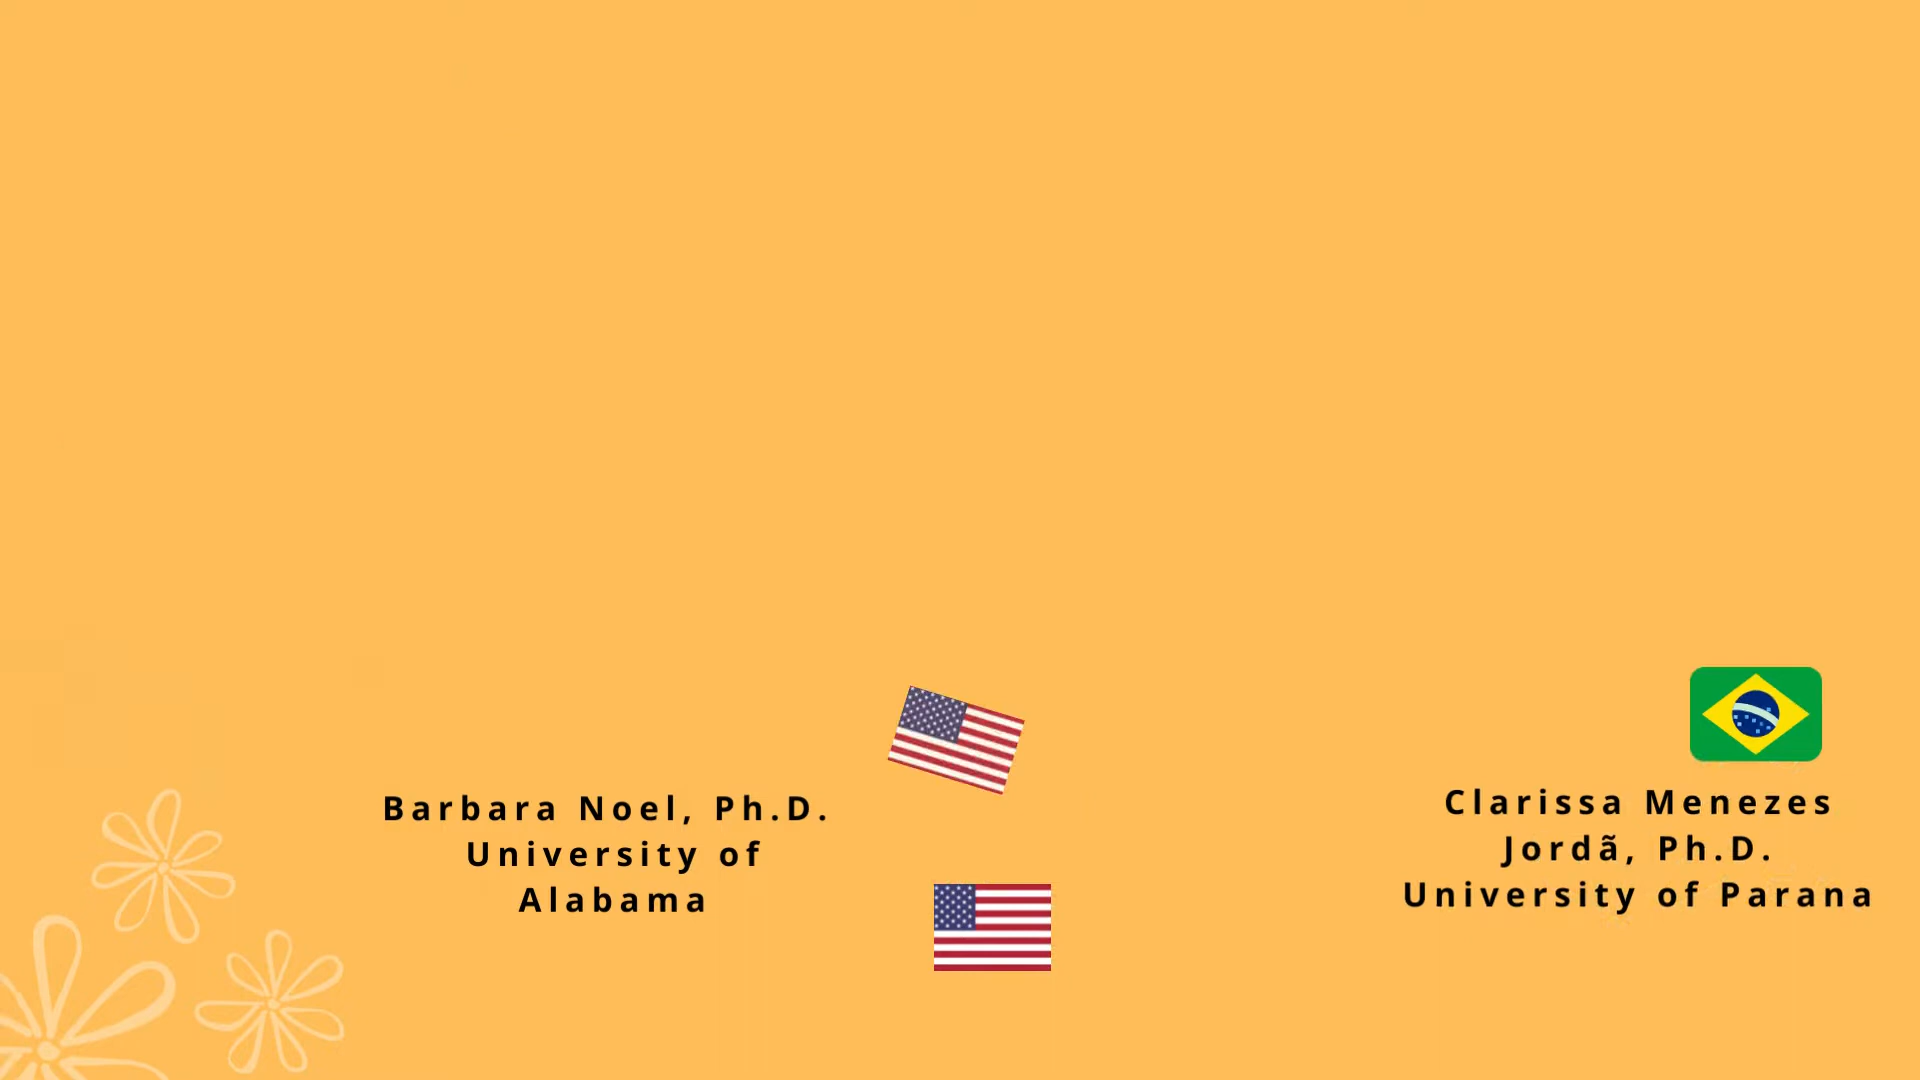 Barbara Noel, Ph.D.
University of
Alabama
Clarissa Menezes
Jordã, Ph.D.
University of Parana